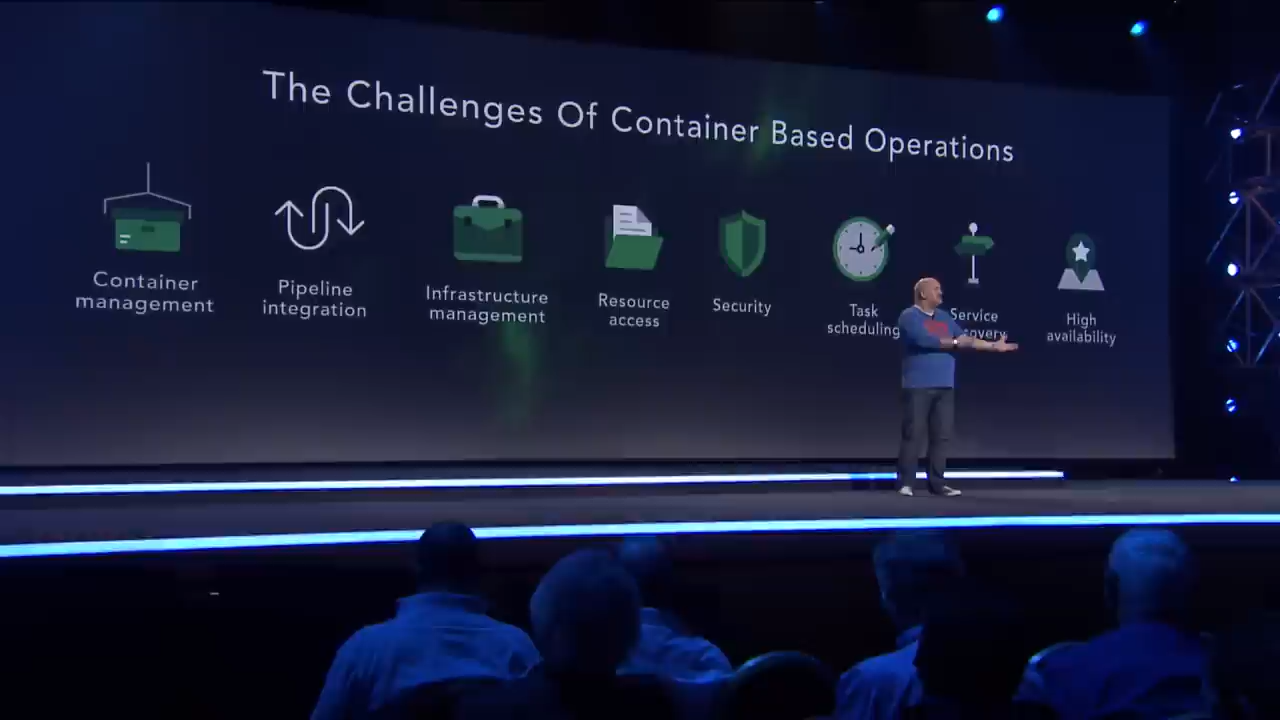 The Challenges Of Container Based Operations
Container
management
Pipeline
integration
Infrastructure
management
Resource
access
Security
Task
scheduling
Service
High
availability